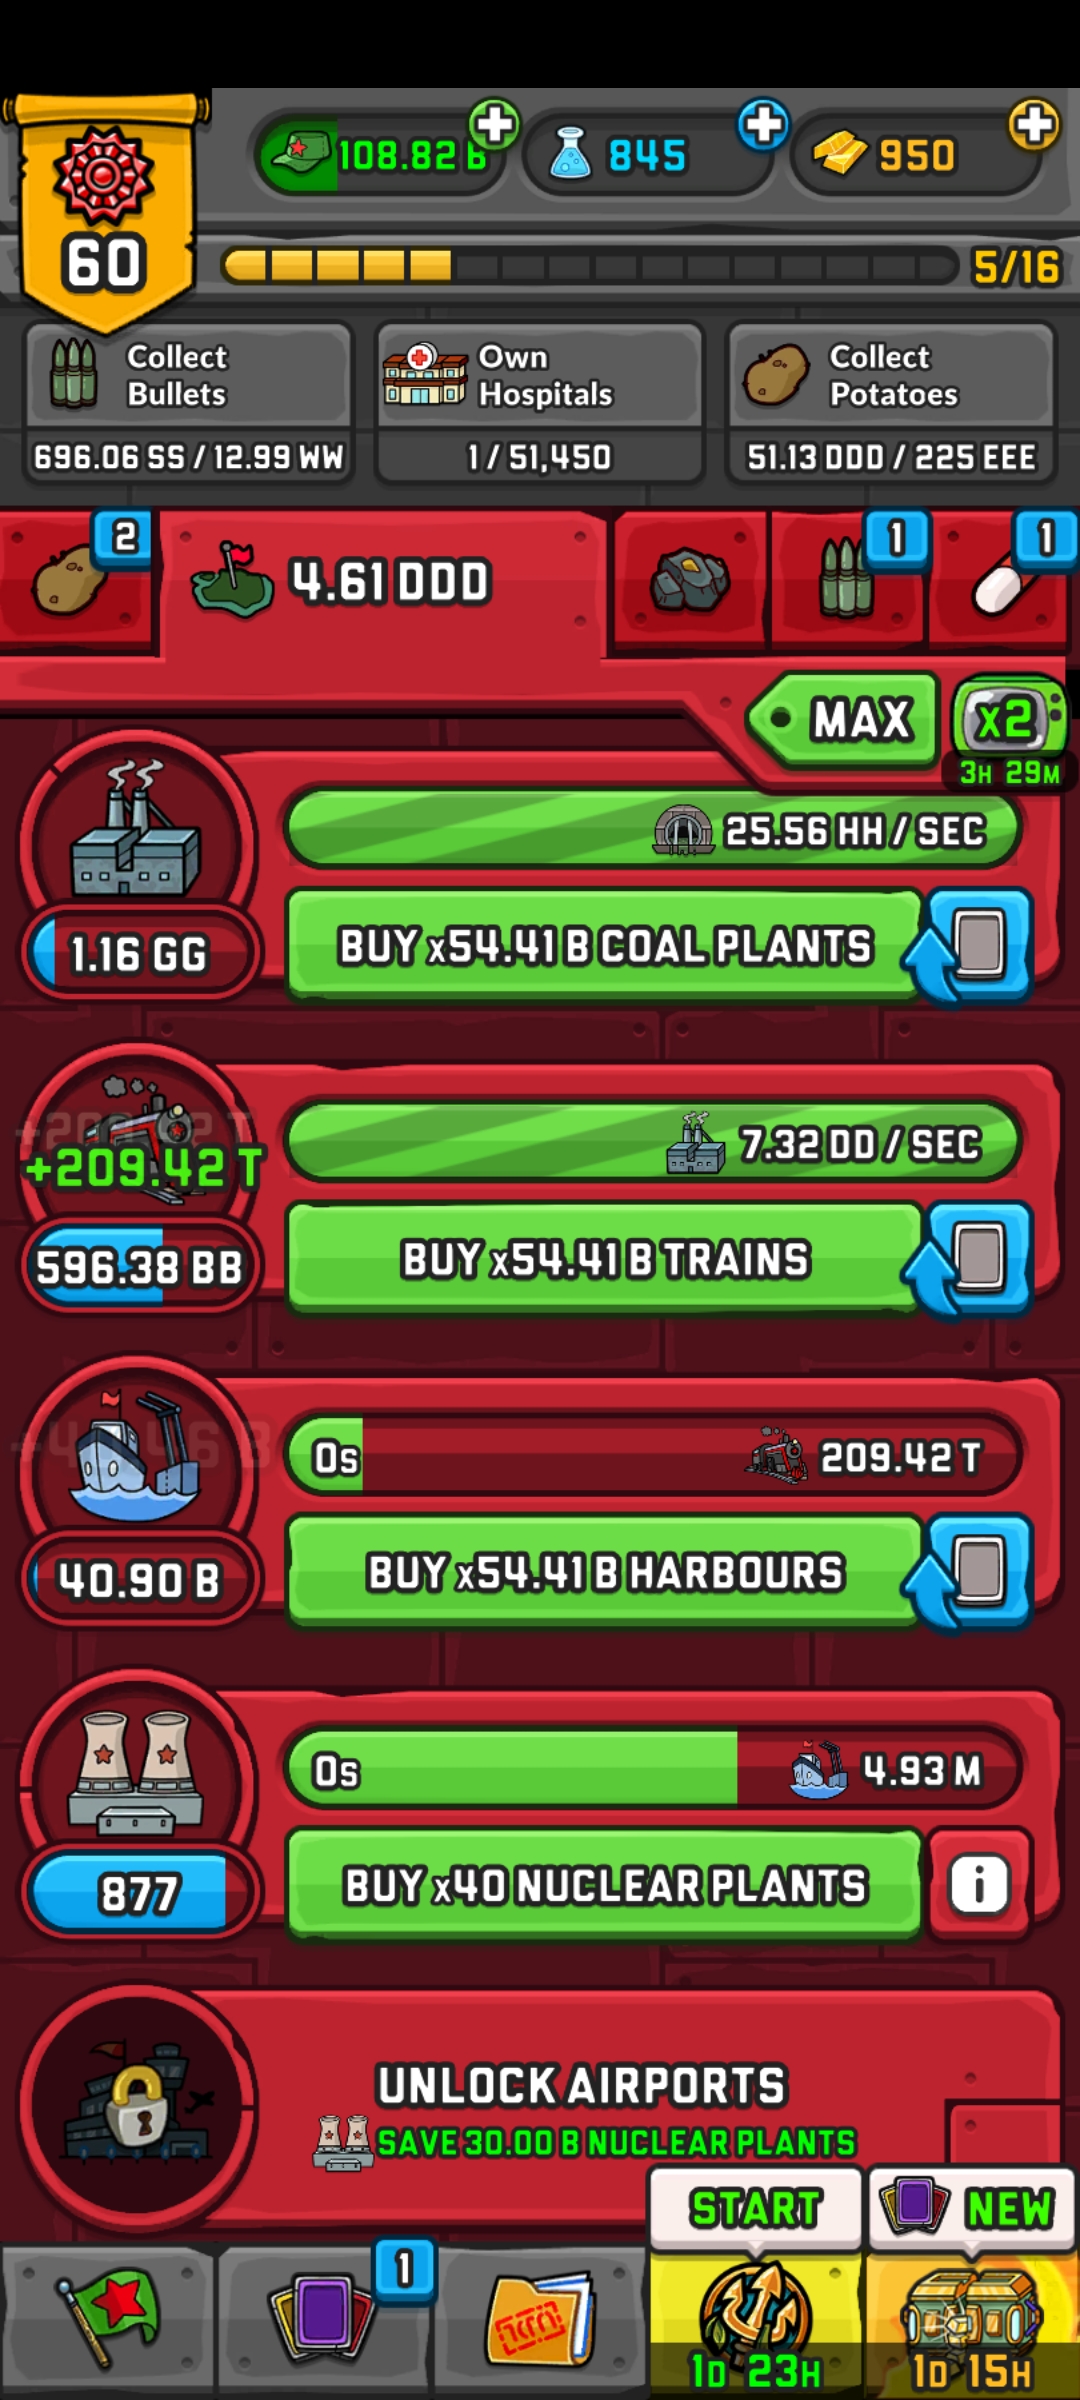 60
108.82 B
845
950
5/16
Collect
Bullets
696.06 SS / 12.99 WW
Own
Hospitals
1 / 51,450
Collect
Potatoes
51.13 DDD / 225 EEE
2
4.61 DDD
1
1
MAX
x2
3H 29M
25.56 HH / SEC
1.16 GG
BUY x54.41 B COAL PLANTS
+209.42 T
7.32 DD / SEC
596.38 BB
BUY x54.41 B TRAINS
0s
209.42 T
40.90 B
BUY x54.41 B HARBOURS
0s
4.93 M
877
BUY x40 NUCLEAR PLANTS
i
UNLOCK AIRPORTS
SAVE 30.00 B NUCLEAR PLANTS
START
NEW
1
1D 23H
1D 15H